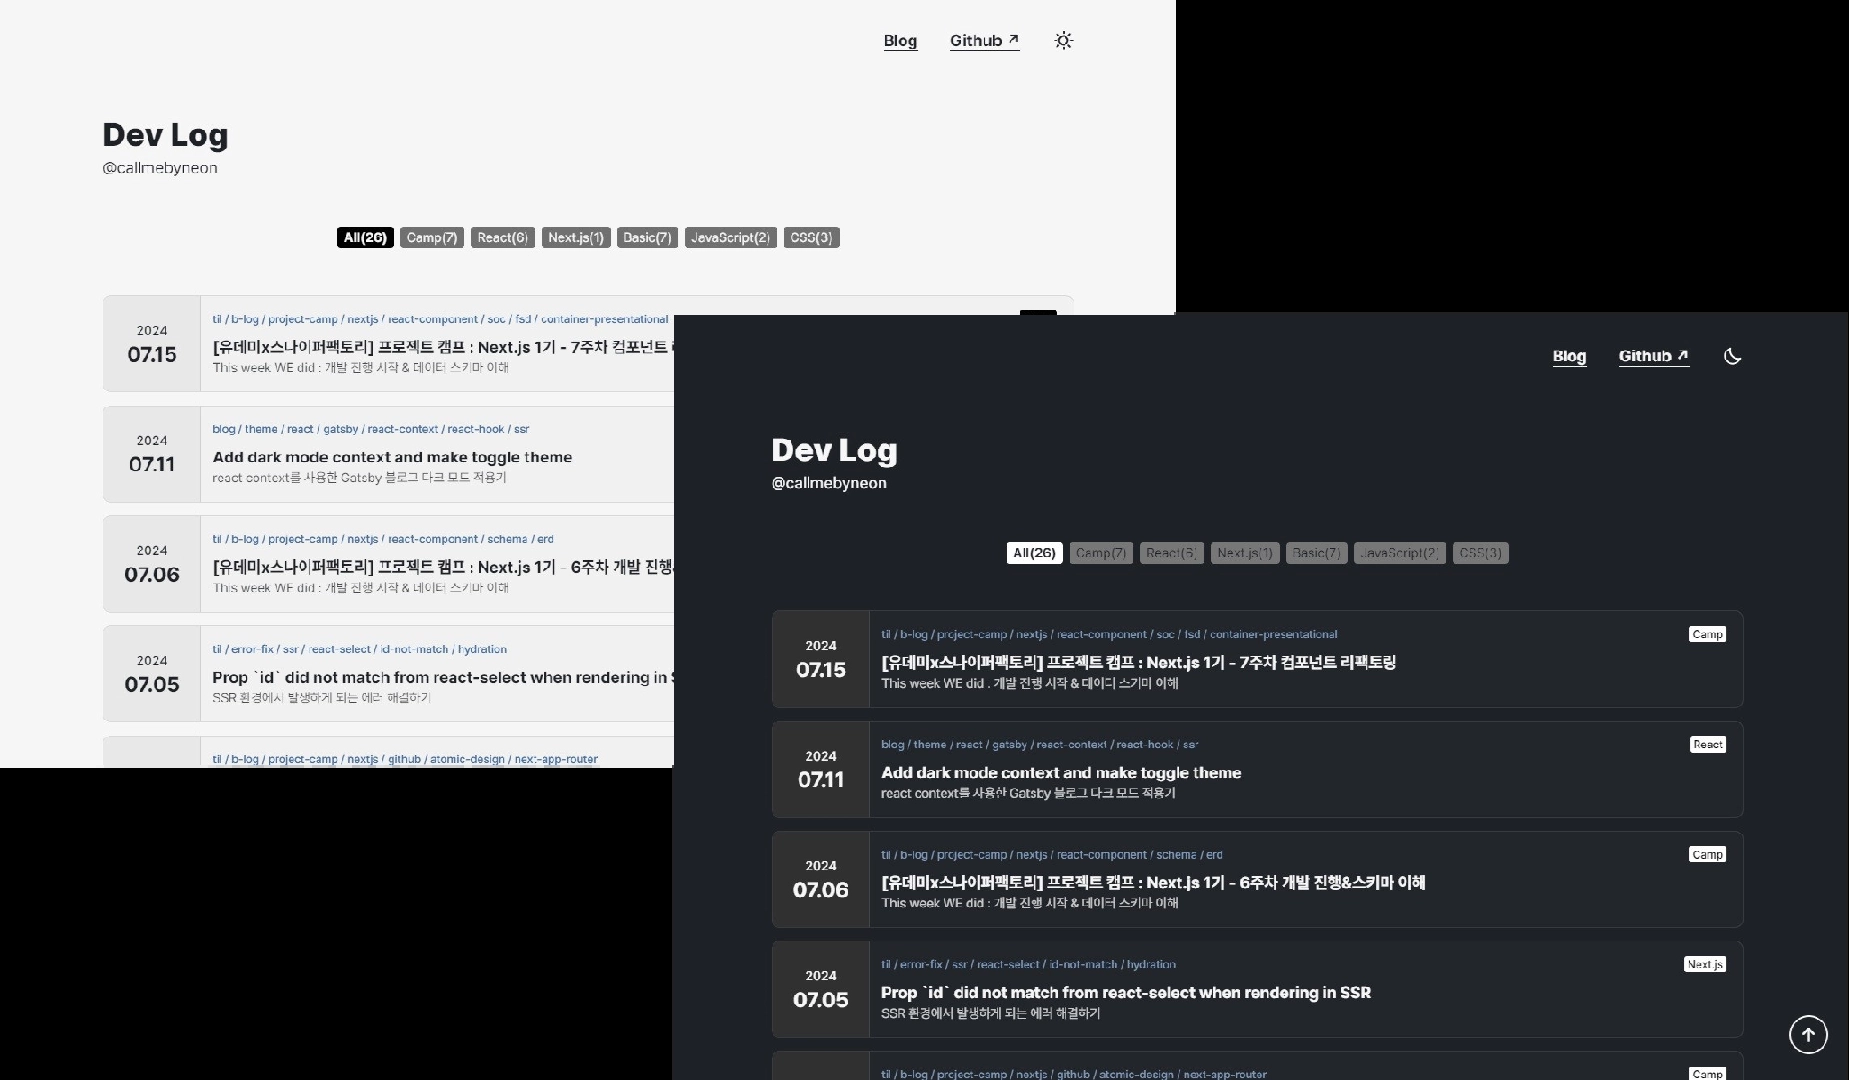 Blog
Github ↗
Dev Log
@callmebyneon
All(26)
Camp(7)
React(6)
Next.js(1)
Basic(7)
JavaScript(2)
CSS(3)
2024
07.15
til / b-log / project-camp / nextjs / react-component / soc / fsd / container-presentational
[유데미x스나이퍼팩토리] 프로젝트 캠프 : Next.js 1기 - 7주차 컴포넌트
This week WE did : 개발 진행 시작 & 데이터 스키마 이해
2024
07.11
blog / theme / react / gatsby / react-context / react-hook / ssr
Add dark mode context and make toggle theme
react context를 사용한 Gatsby 블로그 다크 모드 적용기
2024
07.06
til / b-log / project-camp / nextjs / react-component / schema / erd
[유데미x스나이퍼팩토리] 프로젝트 캠프 : Next.js 1기 - 6주차 개발 진행
This week WE did : 개발 진행 시작 & 데이터 스키마 이해
2024
07.05
til / error-fix / ssr / react-select / id-not-match / hydration
Prop `id` did not match from react-select when rendering in
SSR 환경에서 발생하게 되는 에러 해결하기
til / b-log / project-camp / nextjs / github / atomic-design / next-app-router
Blog
Github ↗
Dev Log
@callmebyneon
All(26)
Camp(7)
React(6)
Next.js(1)
Basic(7)
JavaScript(2)
CSS(3)
2024
07.15
til / b-log / project-camp / nextjs / react-component / soc / fsd / container-presentational
Camp
[유데미x스나이퍼팩토리] 프로젝트 캠프 : Next.js 1기 - 7주차 컴포넌트 리팩토링
This week WE did : 개발 진행 시작 & 데이터 스키마 이해
2024
07.11
blog / theme / react / gatsby / react-context / react-hook / ssr
React
Add dark mode context and make toggle theme
react context를 사용한 Gatsby 블로그 다크 모드 적용기
2024
07.06
til / b-log / project-camp / nextjs / react-component / schema / erd
Camp
[유데미x스나이퍼팩토리] 프로젝트 캠프 : Next.js 1기 - 6주차 개발 진행&스키마 이해
This week WE did : 개발 진행 시작 & 데이터 스키마 이해
2024
07.05
til / error-fix / ssr / react-select / id-not-match / hydration
Next.js
Prop `id` did not match from react-select when rendering in SSR
SSR 환경에서 발생하게 되는 에러 해결하기
til / b-log / project-camp / nextjs / github / atomic-design / next-app-router
Camp